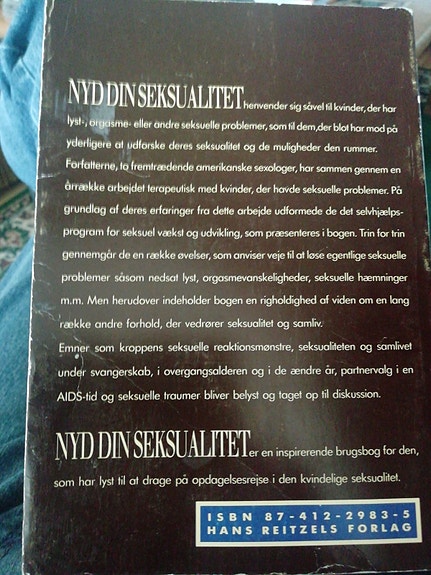 NYD DIN SEKSUALITET henvender sig såvel til kvinder, der har
lyst-, orgasme- eller andre seksuelle problemer, som til dem, der blot har mod på
yderligere at udforske deres seksualitet og de muligheder den rummer.
Forfatterne, to fremtrædende amerikanske sexologer, har sammen gennem en
årrække arbejdet terapeutisk med kvinder, der havde seksuelle problemer. På
grundlag af deres erfaringer fra dette arbejde udformede de det selvhjælps-
program for seksuel vækst og udvikling, som præsenteres i bogen. Trin for trin
gennemgår de en række øvelser, som anviser veje til at løse egentlige seksuelle
problemer såsom nedsat lyst, orgasmevanskeligheder, seksuelle hæmninger
m.m. Men herudover indeholder bogen en righoldighed af viden om en lang
række andre forhold, der vedrører seksualitet og samliv.
Emner som kroppens seksuelle reaktionsmønstre, seksualiteten og samlivet
under svangerskab, i overgangsalderen og i de ændre år, partnervalg i en
AIDS-tid og seksuelle traumer bliver belyst og taget op til diskussion.
NYD DIN SEKSUALITET er en inspirerende brugsbog for den,
som har lyst til at drage på opdagelsesrejse i den kvindelige seksualitet.
ISBN 87-412-2983-5
HANS REITZELS FORLAG